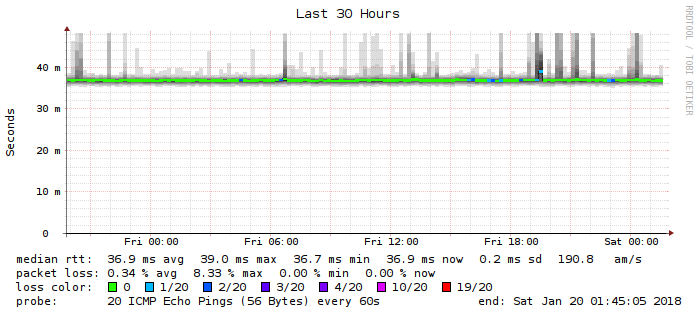 Last 30 Hours
RRDTOOL / TOBI OETIKER
Seconds
40 m
30 m
20 m
10 m
0
Fri 00:00 Fri 06:00 Fri 12:00 Fri 18:00 Sat 00:00
median rtt: 36.9 ms avg 39.0 ms max 36.7 ms min 36.9 ms now 0.2 ms sd 190.8 am/s
packet loss: 0.34 % avg 8.33 % max 0.00 % min 0.00 % now
loss color: 0 1/20 2/20 3/20 4/20 10/20 19/20
probe: 20 ICMP Echo Pings (56 Bytes) every 60s end: Sat Jan 20 01:45:05 2018